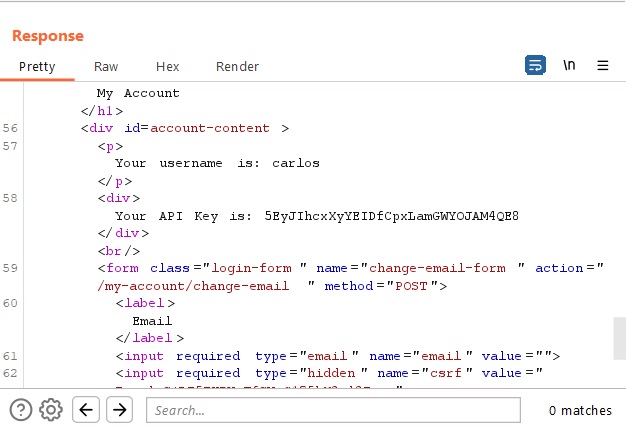 Response
Pretty Raw Hex Render \n
My Account
</h1>
56 <div id=account-content >
57 <p>
Your username is: carlos
</p>
58 <div>
Your API Key is: 5EyJIhcxXyYEIDfCpxLamGWYOJAM4QE8
</div>
<br/>
59 <form class="login-form " name="change-email-form " action="
/my-account/change-email " method="POST">
60 <label>
Email
</label>
61 <input required type="email " name="email " value="">
62 <input required type="hidden " name="csrf " value="
? Search... 0 matches